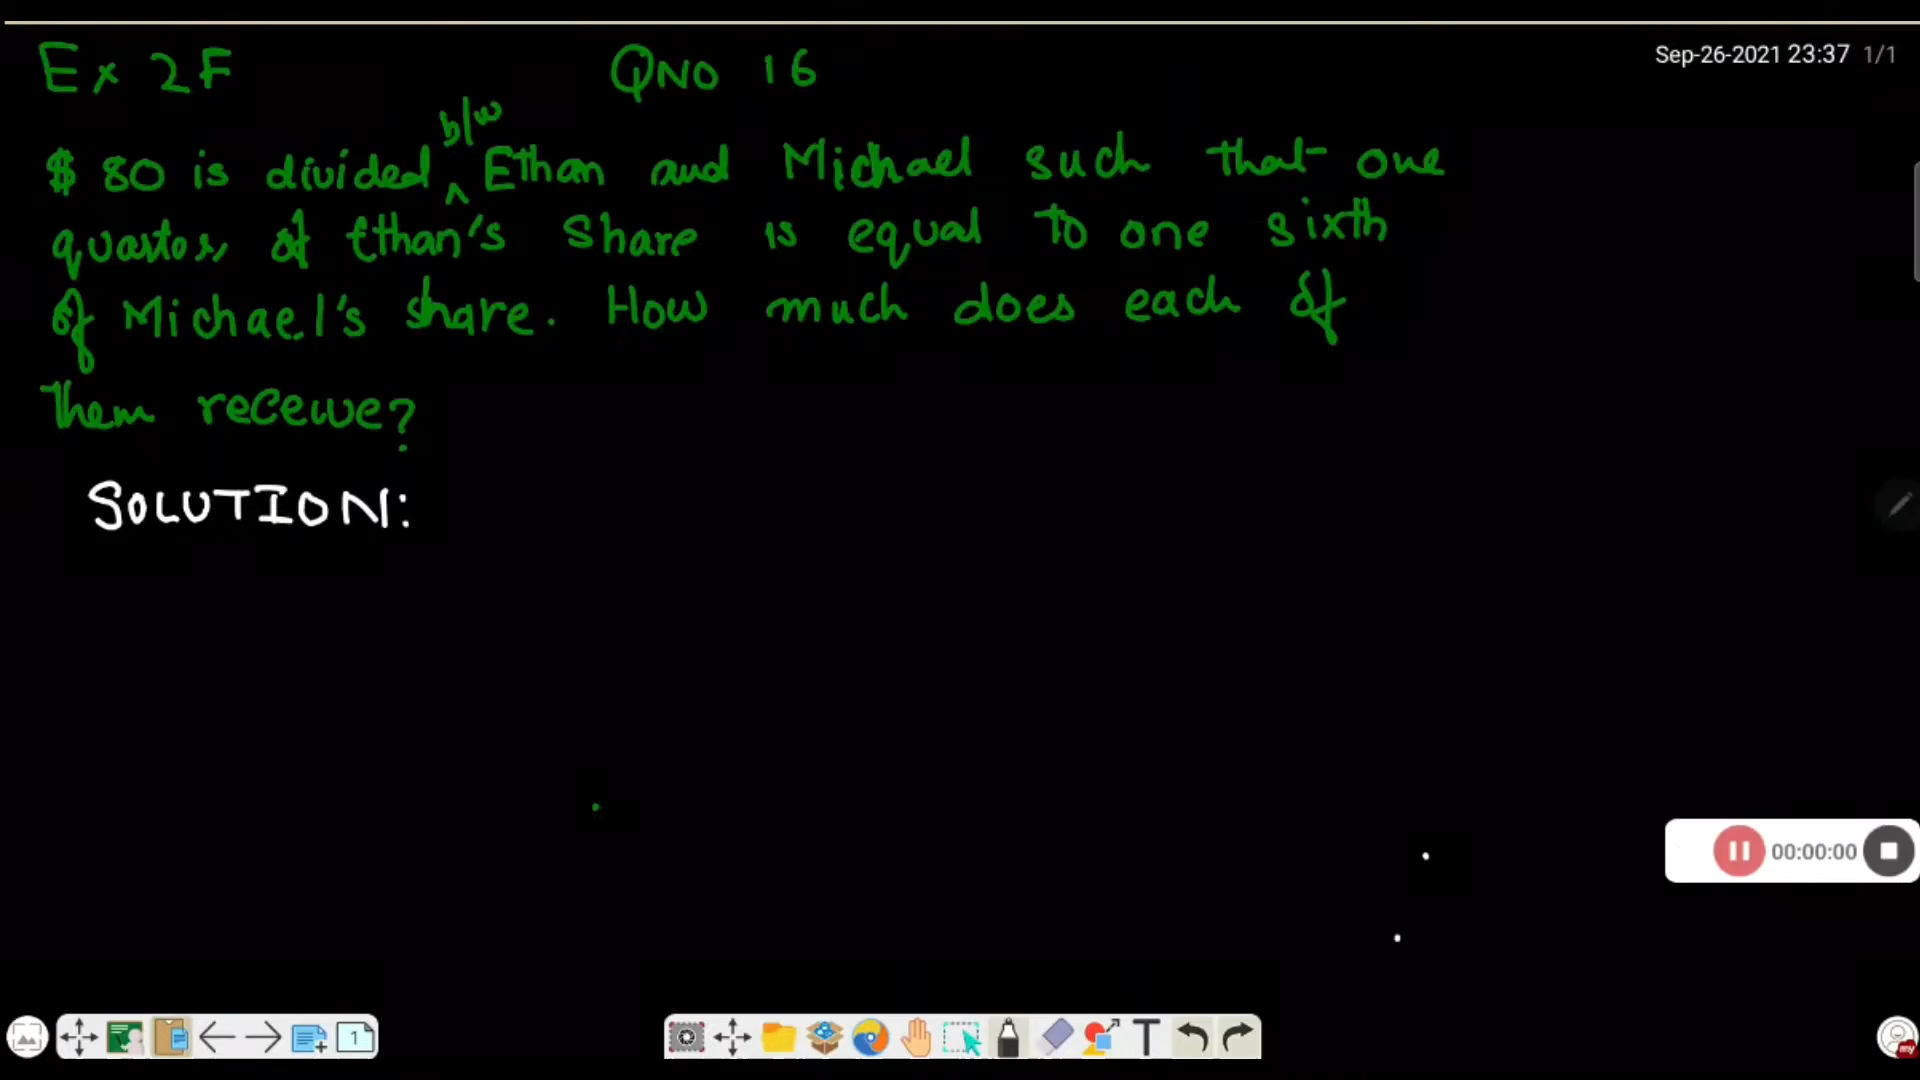 Ex 2F QNO 16
Sep-26-2021 23:37 1/1
b/w
$ 80 is divided ^ Ethan and Michael such that one
quarter of Ethan's Share is equal to one sixth
of Michael's share. How much does each of
them receive?
SOLUTION:
00:00:00
1
my